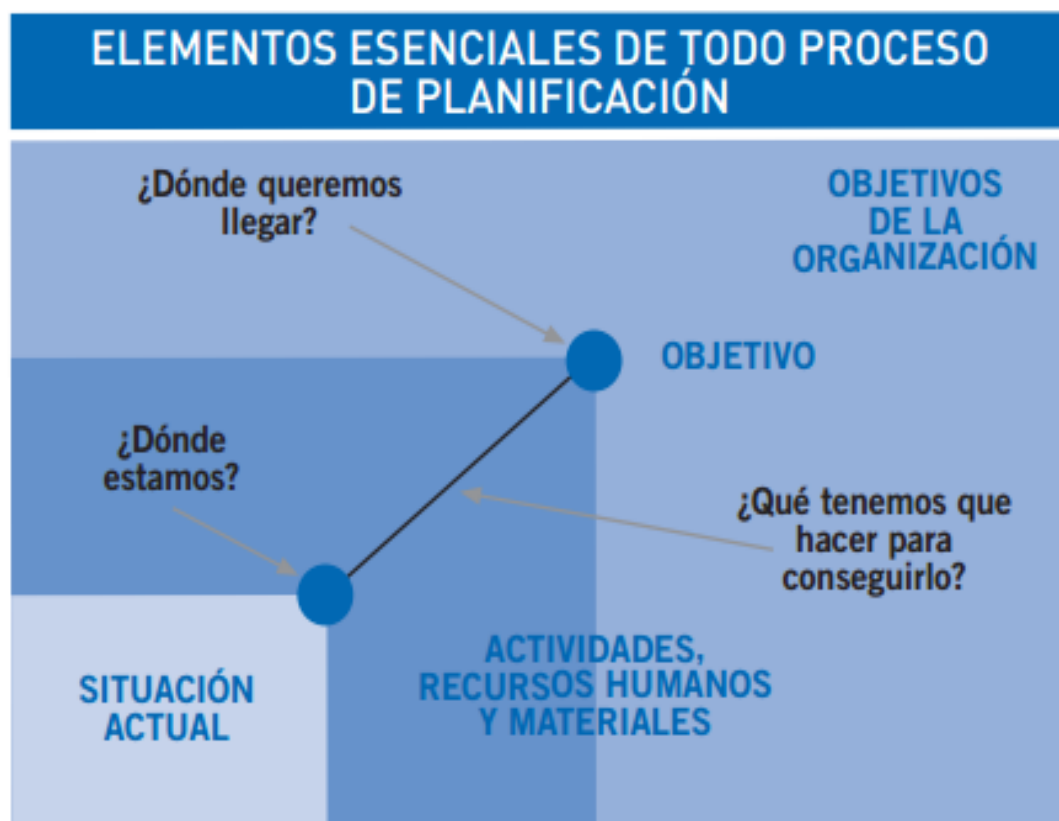 ELEMENTOS ESENCIALES DE TODO PROCESO
DE PLANIFICACIÓN
¿Dónde queremos
llegar?
OBJETIVOS
DE LA
ORGANIZACIÓN
OBJETIVO
¿Dónde
estamos?
¿Qué tenemos que
hacer para
conseguirlo?
SITUACIÓN
ACTUAL
ACTIVIDADES,
RECURSOS HUMANOS
Y MATERIALES